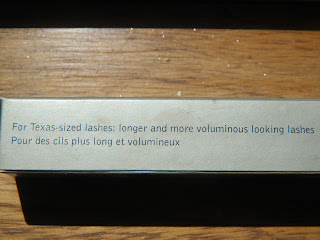 For Texas-sized lashes: longer and more voluminous looking lashes
Pour des cils plus long et volumineux